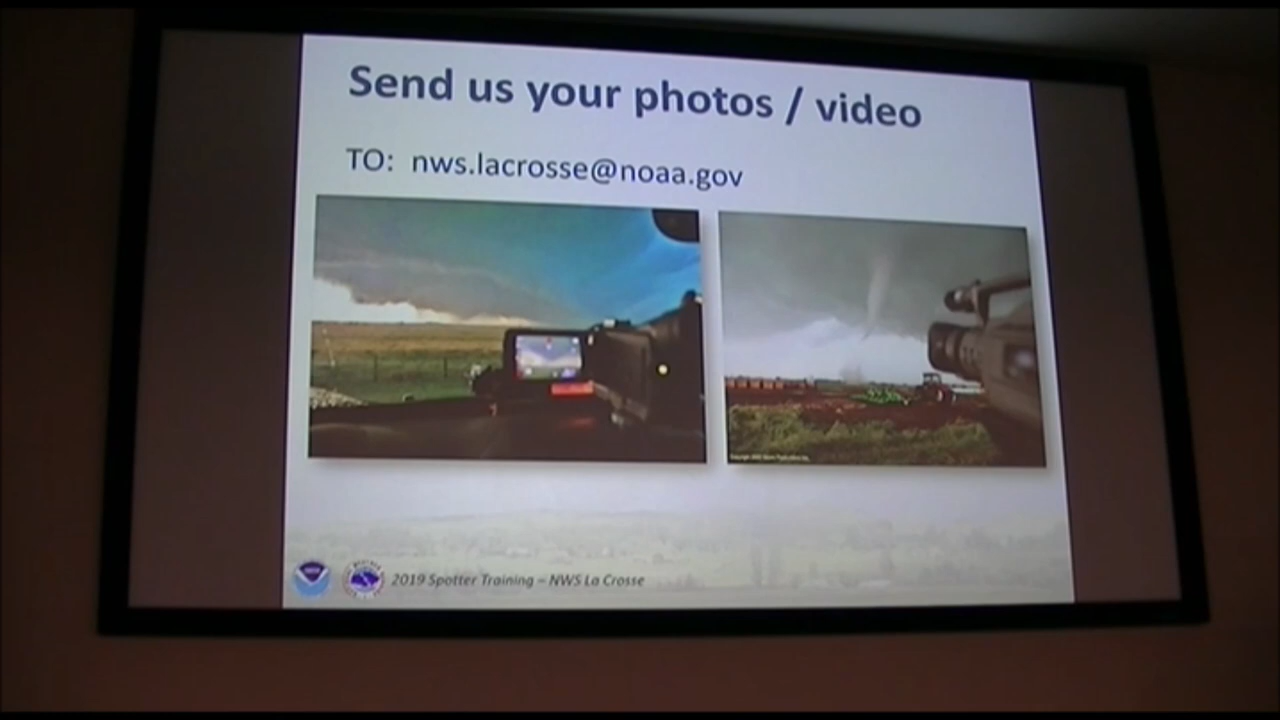 Send us your photos / video
TO: nws.lacrosse@noaa.gov
2019 Spotter Training – NWS La Crosse